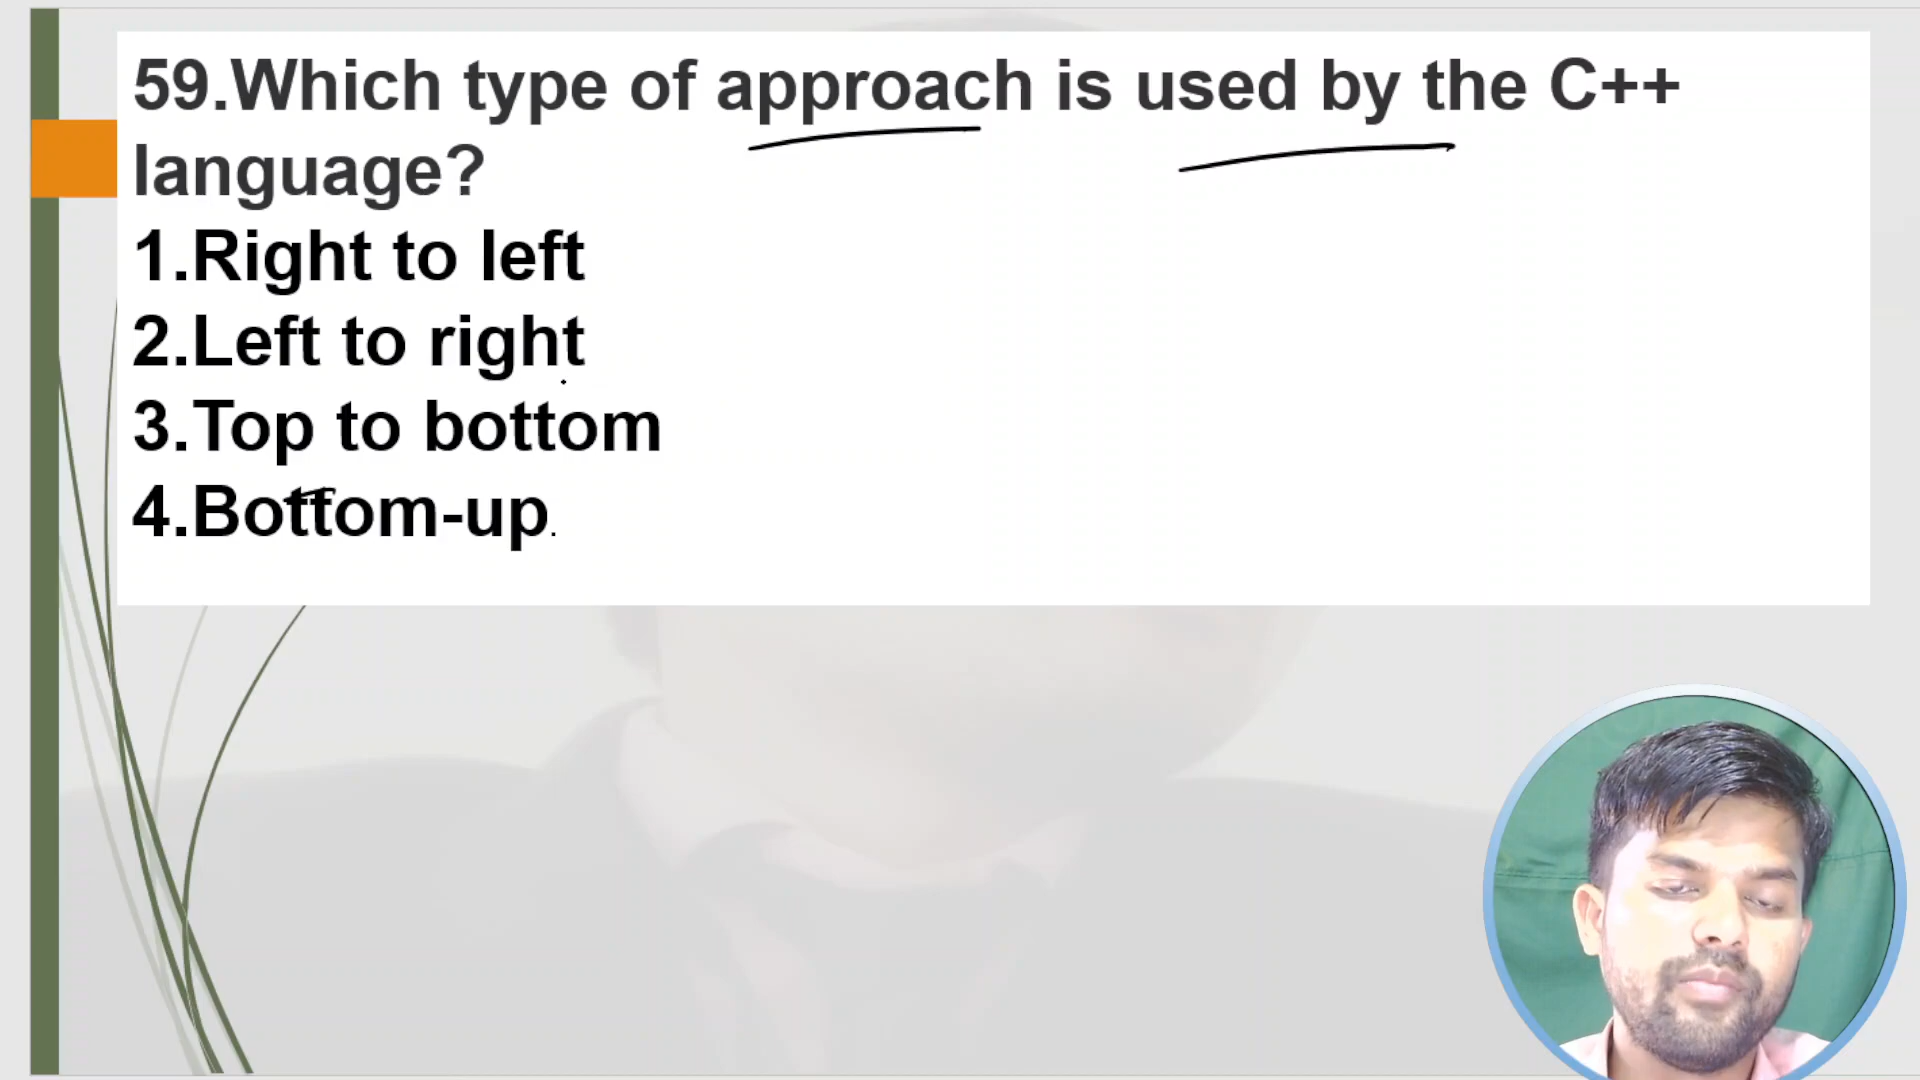 59.Which type of approach is used by the C++
language?
1.Right to left
2.Left to right
3.Top to bottom
4.Bottom-up